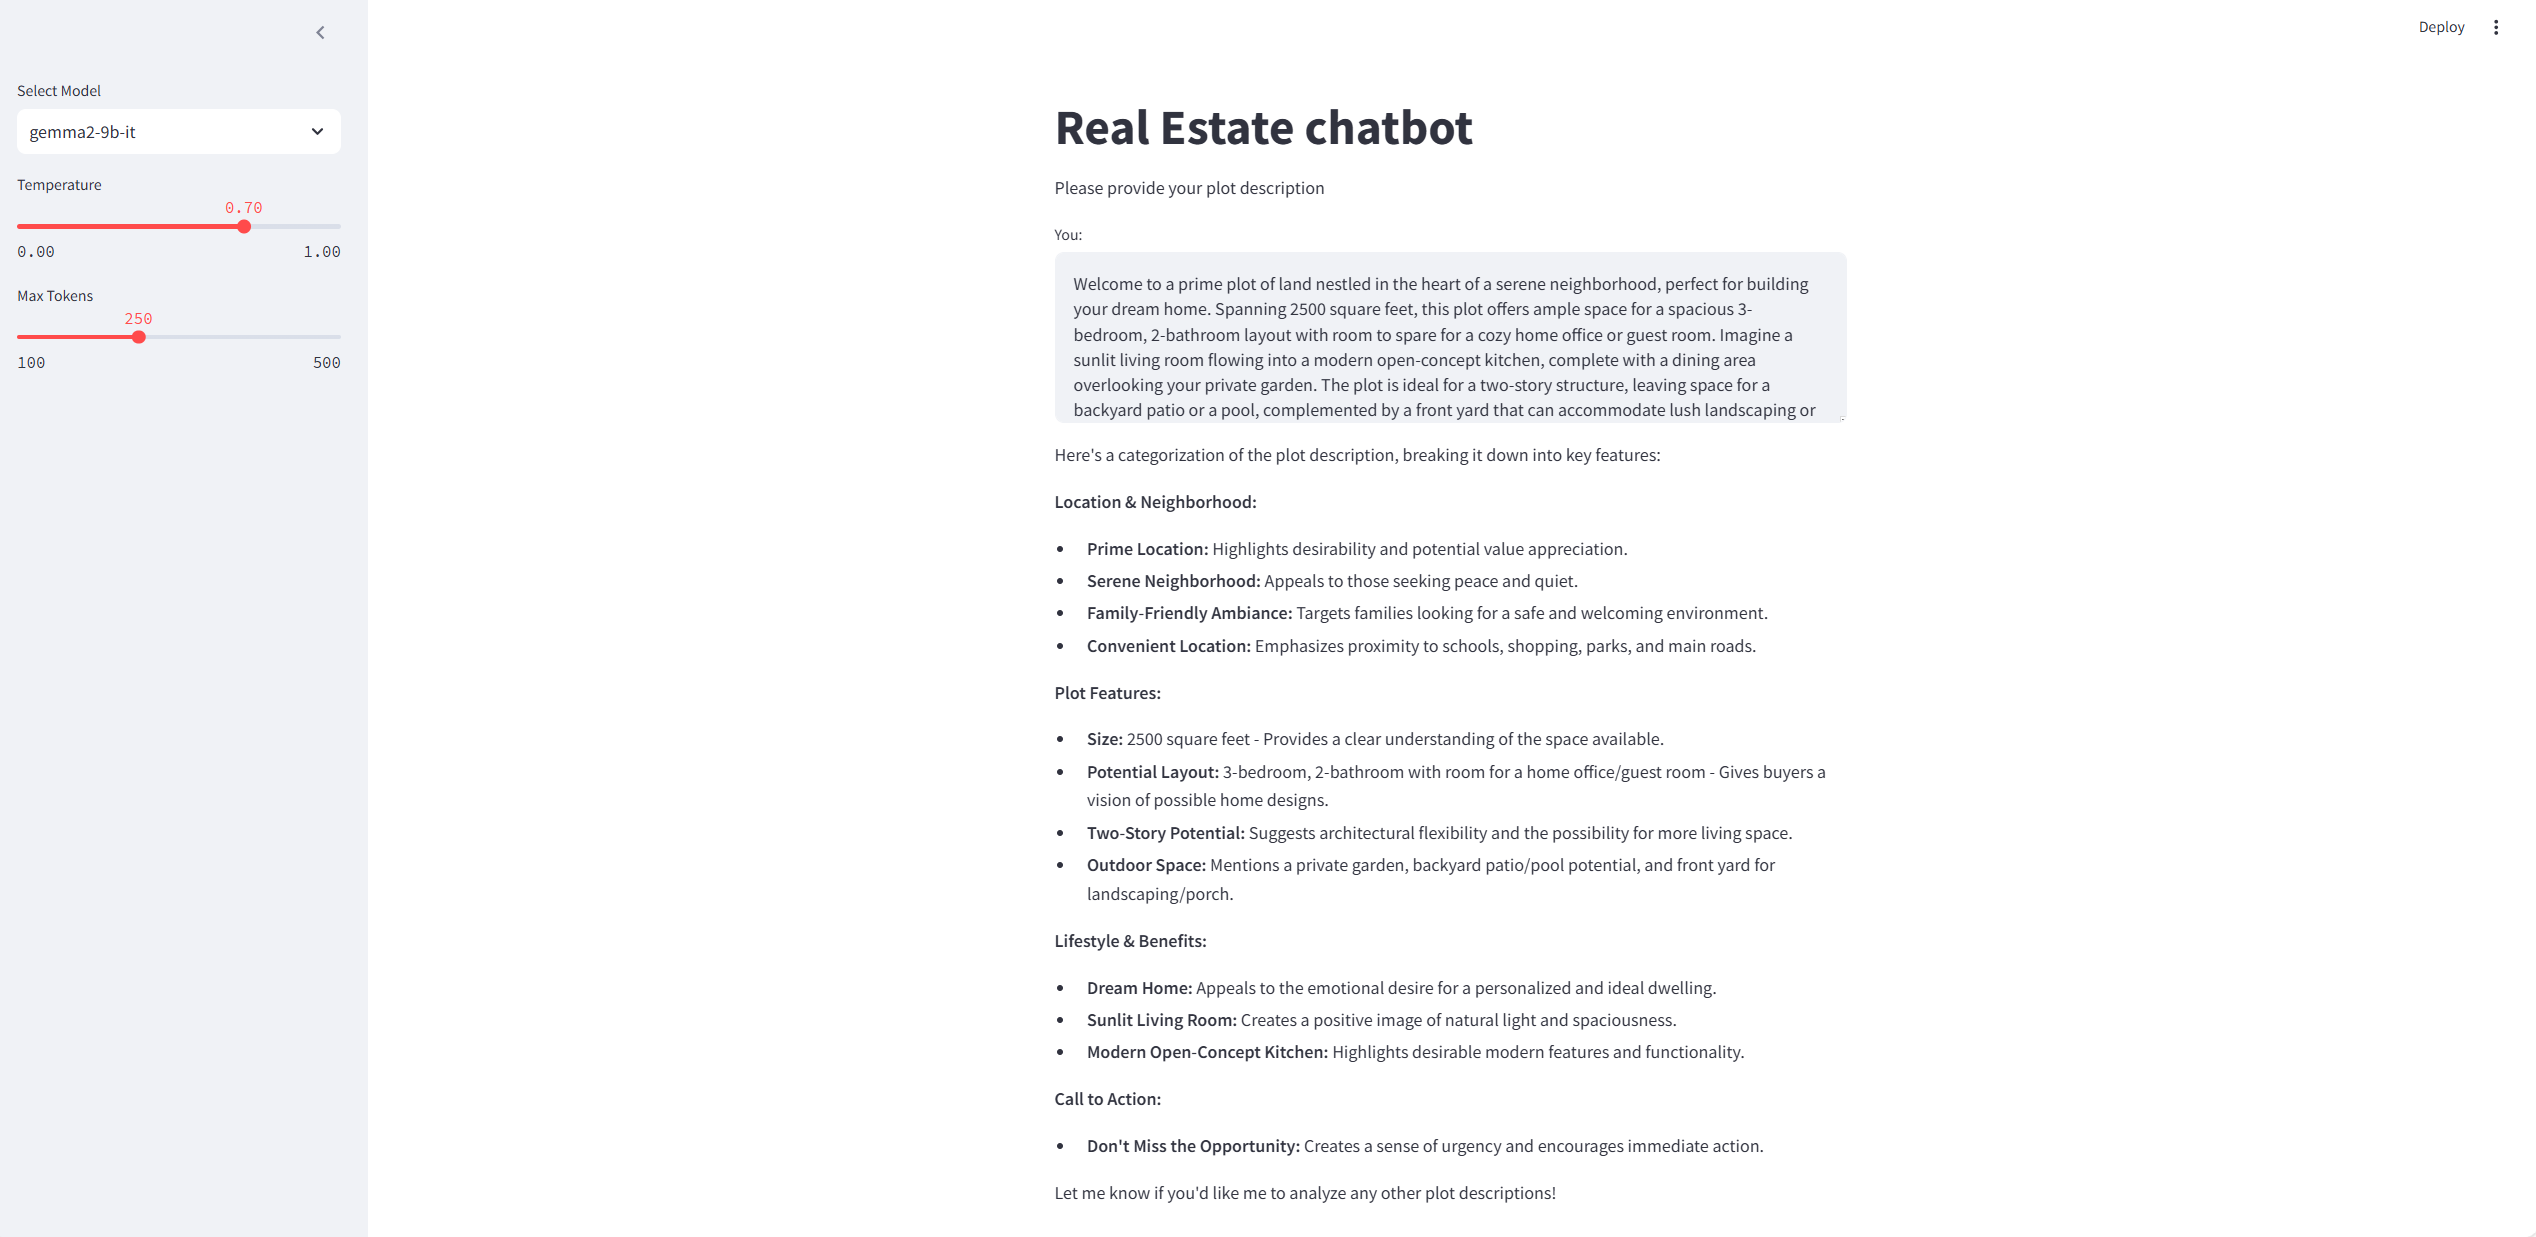 Deploy
Select Model
gemma2-9b-it
Temperature
0.70
0.00 1.00
Max Tokens
250
100 500
Real Estate chatbot
Please provide your plot description
You:
Welcome to a prime plot of land nestled in the heart of a serene neighborhood, perfect for building
your dream home. Spanning 2500 square feet, this plot offers ample space for a spacious 3-
bedroom, 2-bathroom layout with room to spare for a cozy home office or guest room. Imagine a
sunlit living room flowing into a modern open-concept kitchen, complete with a dining area
overlooking your private garden. The plot is ideal for a two-story structure, leaving space for a
backyard patio or a pool, complemented by a front yard that can accommodate lush landscaping or
Here's a categorization of the plot description, breaking it down into key features:
Location & Neighborhood:
• Prime Location: Highlights desirability and potential value appreciation.
• Serene Neighborhood: Appeals to those seeking peace and quiet.
• Family-Friendly Ambiance: Targets families looking for a safe and welcoming environment.
• Convenient Location: Emphasizes proximity to schools, shopping, parks, and main roads.
Plot Features:
• Size: 2500 square feet - Provides a clear understanding of the space available.
• Potential Layout: 3-bedroom, 2-bathroom with room for a home office/guest room - Gives buyers a
vision of possible home designs.
• Two-Story Potential: Suggests architectural flexibility and the possibility for more living space.
• Outdoor Space: Mentions a private garden, backyard patio/pool potential, and front yard for
landscaping/porch.
Lifestyle & Benefits:
• Dream Home: Appeals to the emotional desire for a personalized and ideal dwelling.
• Sunlit Living Room: Creates a positive image of natural light and spaciousness.
• Modern Open-Concept Kitchen: Highlights desirable modern features and functionality.
Call to Action:
• Don't Miss the Opportunity: Creates a sense of urgency and encourages immediate action.
Let me know if you'd like me to analyze any other plot descriptions!